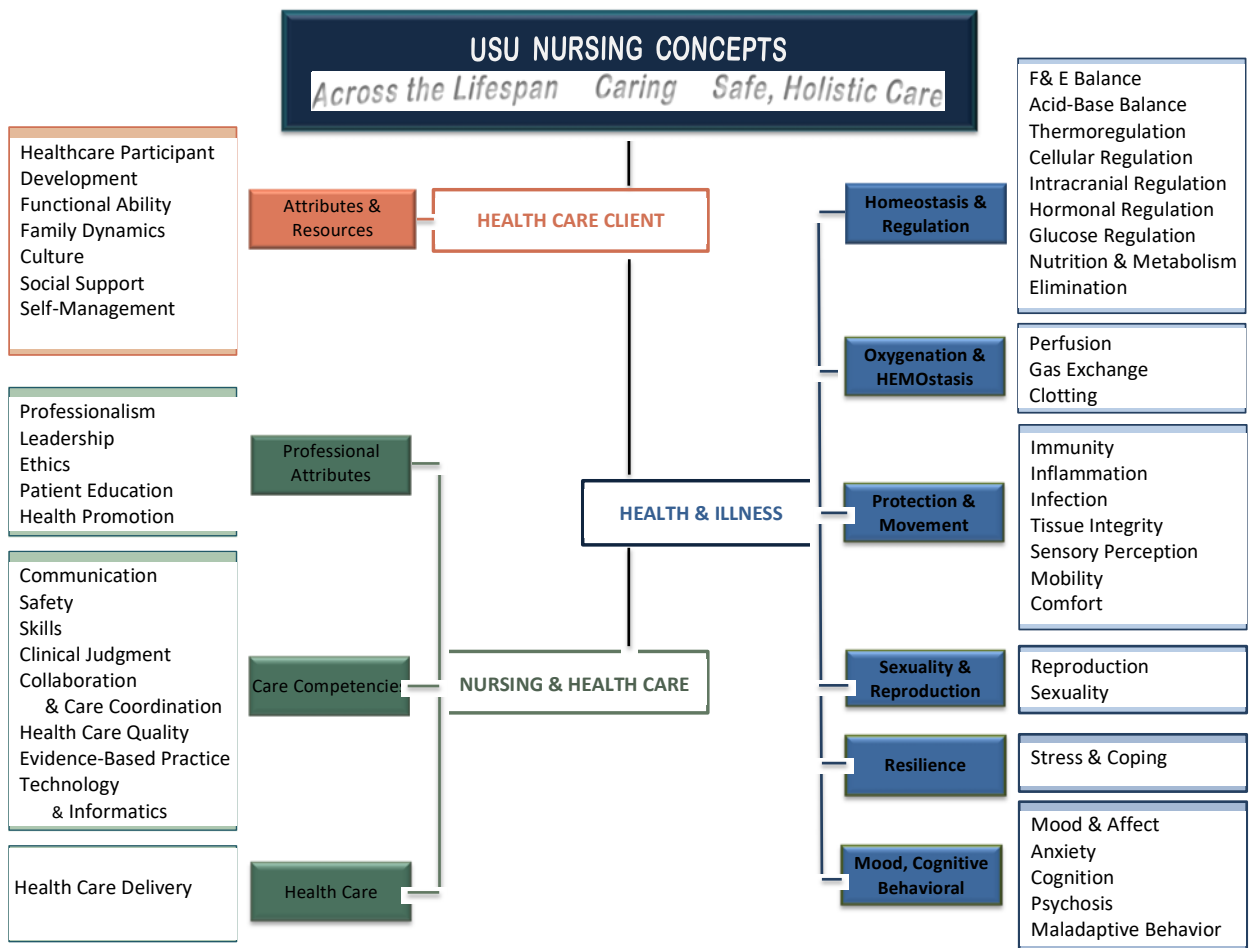 USU NURSING CONCEPTS
Across the Lifespan Caring Safe, Holistic Care
Healthcare Participant
Development
Functional Ability
Family Dynamics
Culture
Social Support
Self-Management
Attributes &
Resources
HEALTH CARE CLIENT
Professionalism
Leadership
Ethics
Patient Education
Health Promotion
Professional
Attributes
Communication
Safety
Skills
Clinical Judgment
Collaboration
& Care Coordination
Health Care Quality
Evidence-Based Practice
Technology
& Informatics
Care Competencies
NURSING & HEALTH CARE
Health Care Delivery
Health Care
HEALTH & ILLNESS
Homeostasis &
Regulation
F& E Balance
Acid-Base Balance
Thermoregulation
Cellular Regulation
Intracranial Regulation
Hormonal Regulation
Glucose Regulation
Nutrition & Metabolism
Elimination
Oxygenation &
HEMOstasis
Perfusion
Gas Exchange
Clotting
Protection &
Movement
Immunity
Inflammation
Infection
Tissue Integrity
Sensory Perception
Mobility
Comfort
Sexuality &
Reproduction
Reproduction
Sexuality
Resilience
Stress & Coping
Mood, Cognitive
Behavioral
Mood & Affect
Anxiety
Cognition
Psychosis
Maladaptive Behavior